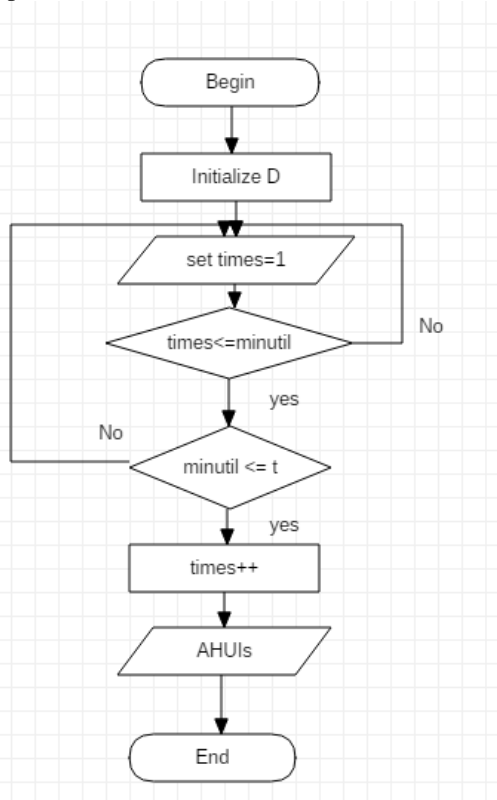 Begin
Initialize D
set times=1
times<=minutil
No
yes
No
minutil <= t
yes
times++
AHUIs
End